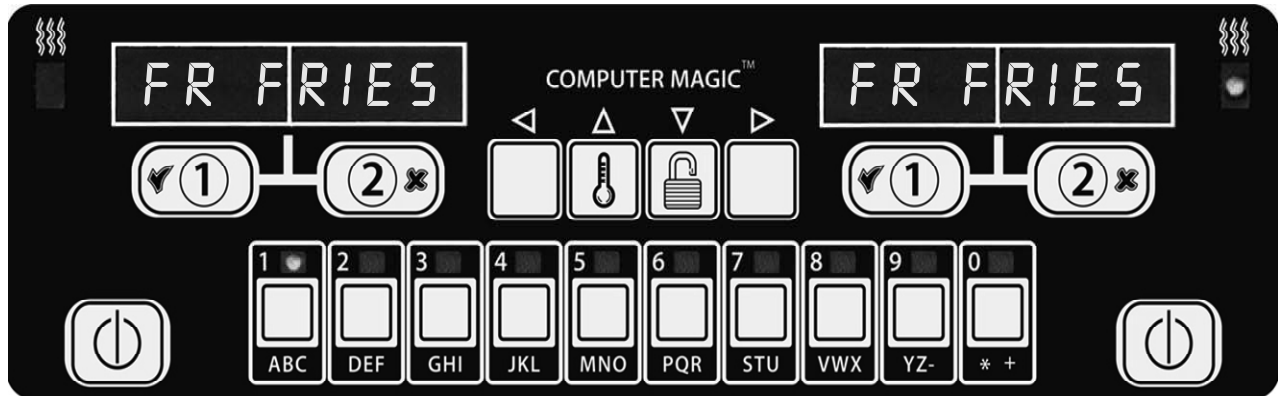 FR FRIES
COMPUTER MAGIC™
FR FRIES
1
2
1
2
1 2 3 4 5 6 7 8 9 0
ABC DEF GHI JKL MNO PQR STU VWX YZ- * +